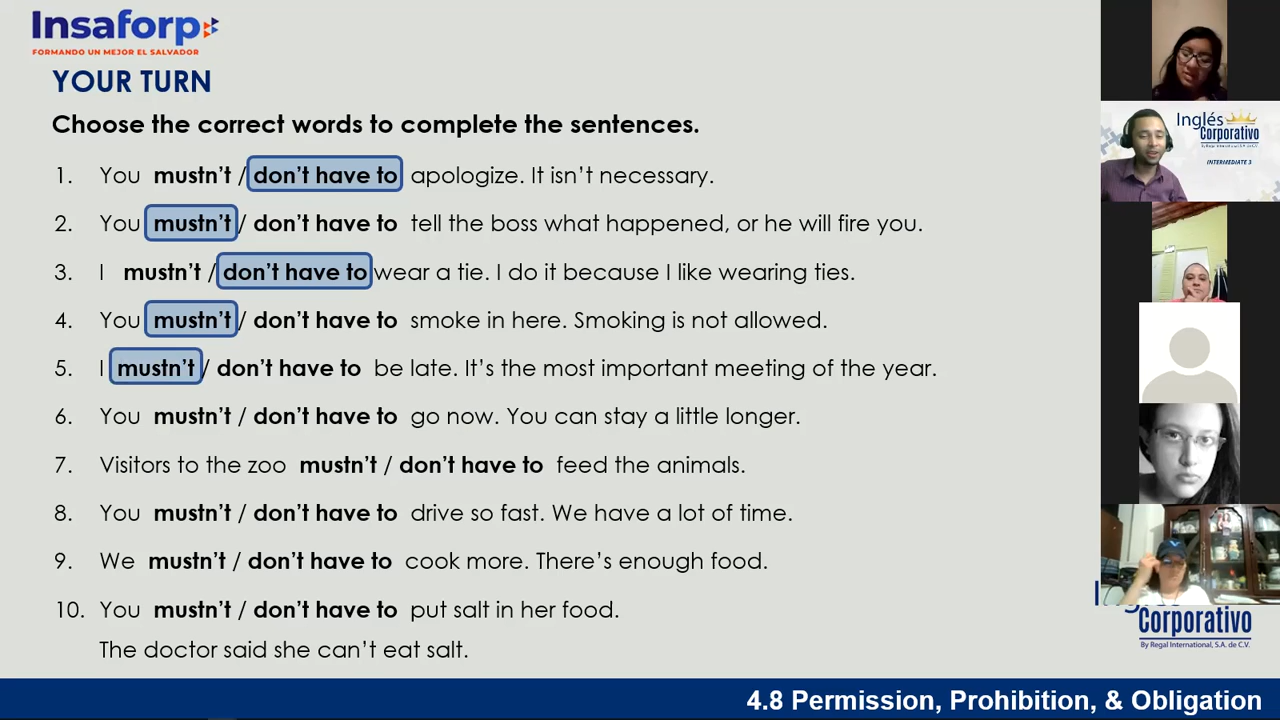 Insaforp
FORMANDO UN MEJOR EL SALVADOR
YOUR TURN
Choose the correct words to complete the sentences.
1. You mustn't / don't have to apologize. It isn't necessary.
2. You mustn't / don't have to tell the boss what happened, or he will fire you.
3. I mustn't / don't have to wear a tie. I do it because I like wearing ties.
4. You mustn't / don't have to smoke in here. Smoking is not allowed.
5. I mustn't / don't have to be late. It's the most important meeting of the year.
6. You mustn't / don't have to go now. You can stay a little longer.
7. Visitors to the zoo mustn't / don't have to feed the animals.
8. You mustn't / don't have to drive so fast. We have a lot of time.
9. We mustn't / don't have to cook more. There's enough food.
10. You mustn't / don't have to put salt in her food.
The doctor said she can't eat salt.
4.8 Permission, Prohibition, & Obligation
Inglés
Corporativo
By Regal International, S.A. de C.V.
INTERMEDIATE 3
Corporativo
By Regal International, S.A. de C.V.